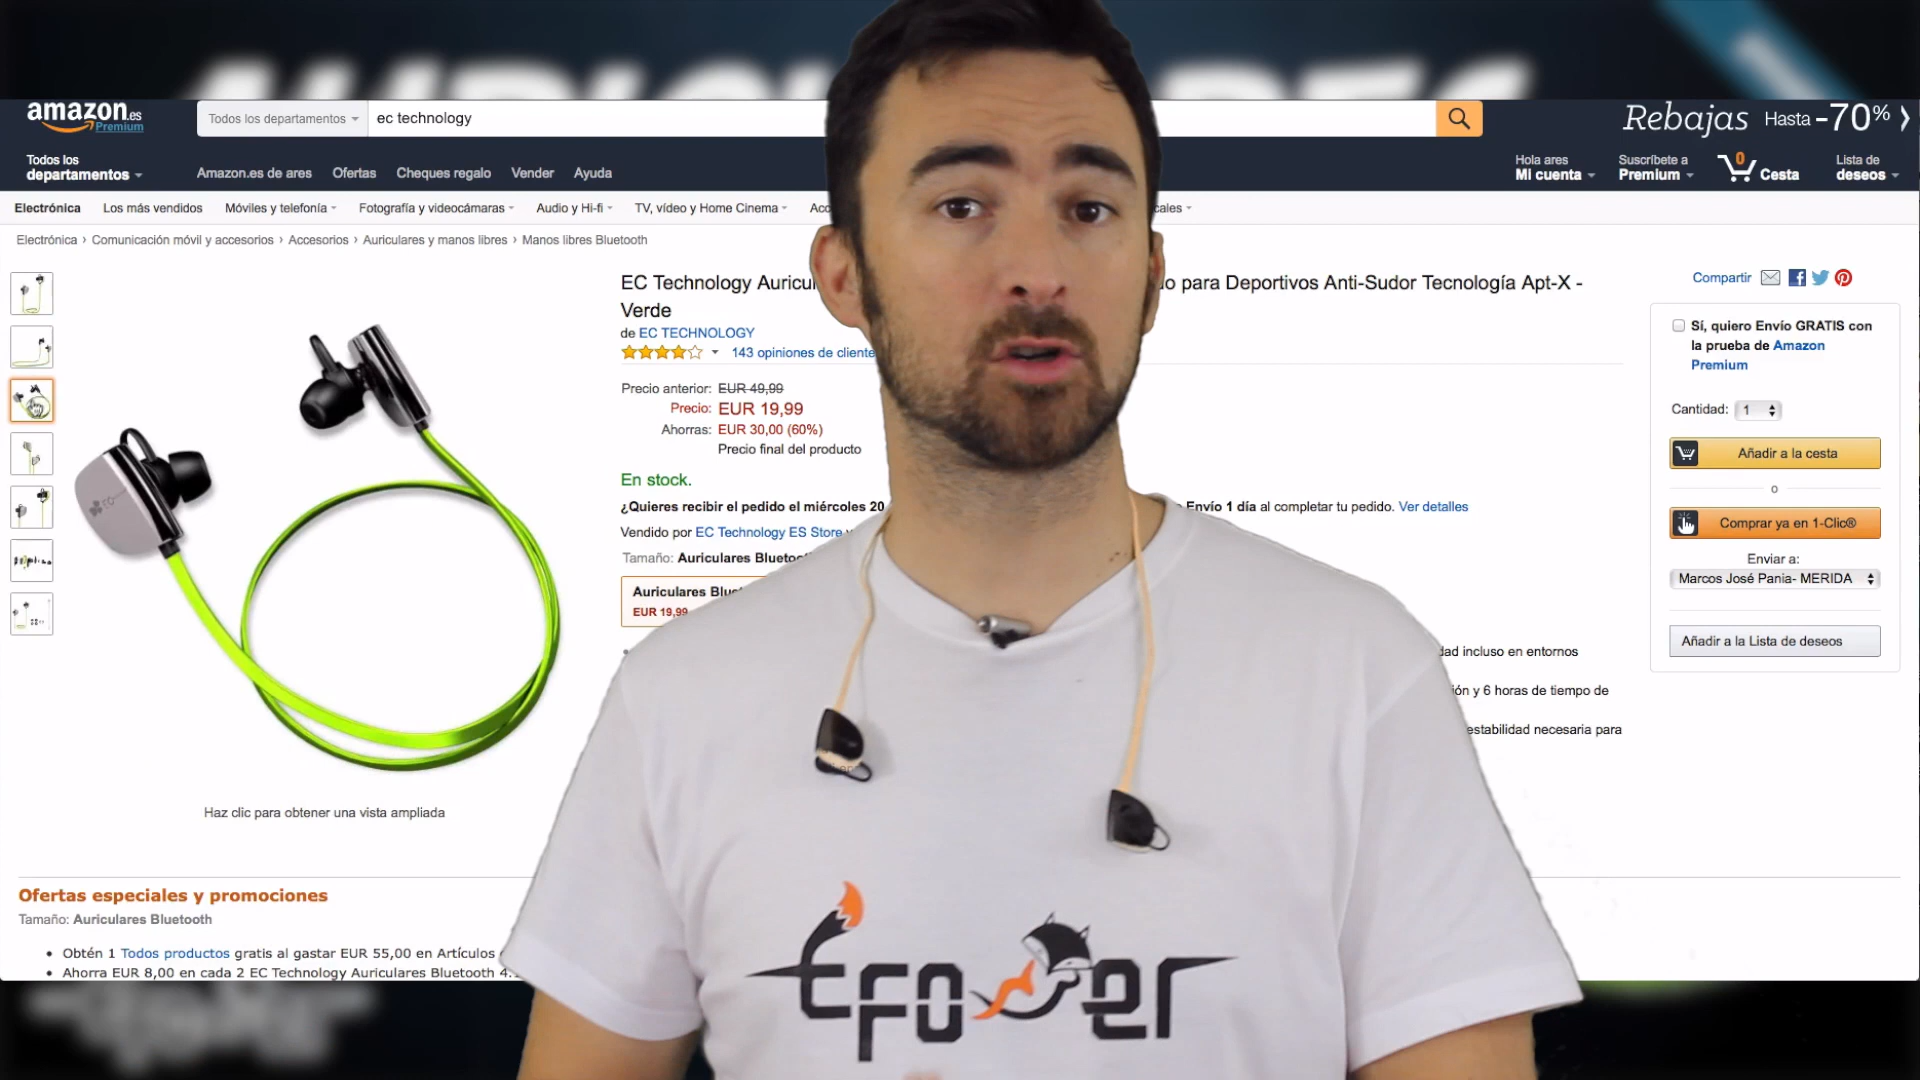 amazon.es
Premium
Todos los departamentos
ec technology
Rebajas Hasta -70%
Todos los
departamentos
Amazon.es de ares
Ofertas
Cheques regalo
Vender
Ayuda
Hola ares
Mi cuenta
Suscríbete a
Premium
0
Cesta
Lista de
deseos
Electrónica
Los más vendidos
Móviles y telefonía
Fotografía y videocámaras
Audio y Hi-fi
TV, vídeo y Home Cinema
Electrónica › Comunicación móvil y accesorios › Accesorios › Auriculares y manos libres › Manos libres Bluetooth
EC Technology para Deportivos Anti-Sudor Tecnología Apt-X -
Verde
de EC TECHNOLOGY
143 opiniones de
Precio anterior: EUR 49,99
Precio: EUR 19,99
Ahorras: EUR 30,00 (60%)
Precio final del producto
En stock.
¿Quieres recibir el pedido el miércoles 20 Envío 1 día al completar tu pedido. Ver detalles
Vendido por EC Technology ES Store
Tamaño: Auriculares
Auriculares
EUR 19,99
incluso en entornos
y 6 horas de tiempo de
estabilidad necesaria para
Compartir
Sí, quiero Envío GRATIS con
la prueba de Amazon
Premium
Cantidad: 1
Añadir a la cesta
o
Comprar ya en 1-Clic®
Enviar a:
Marcos José Pania- MERIDA
Añadir a la Lista de deseos
EC
Haz clic para obtener una vista ampliada
Ofertas especiales y promociones
Tamaño: Auriculares Bluetooth
• Obtén 1 Todos productos gratis al gastar EUR 55,00 en Artículos
• Ahorra EUR 8,00 en cada 2 EC Technology Auriculares Bluetooth